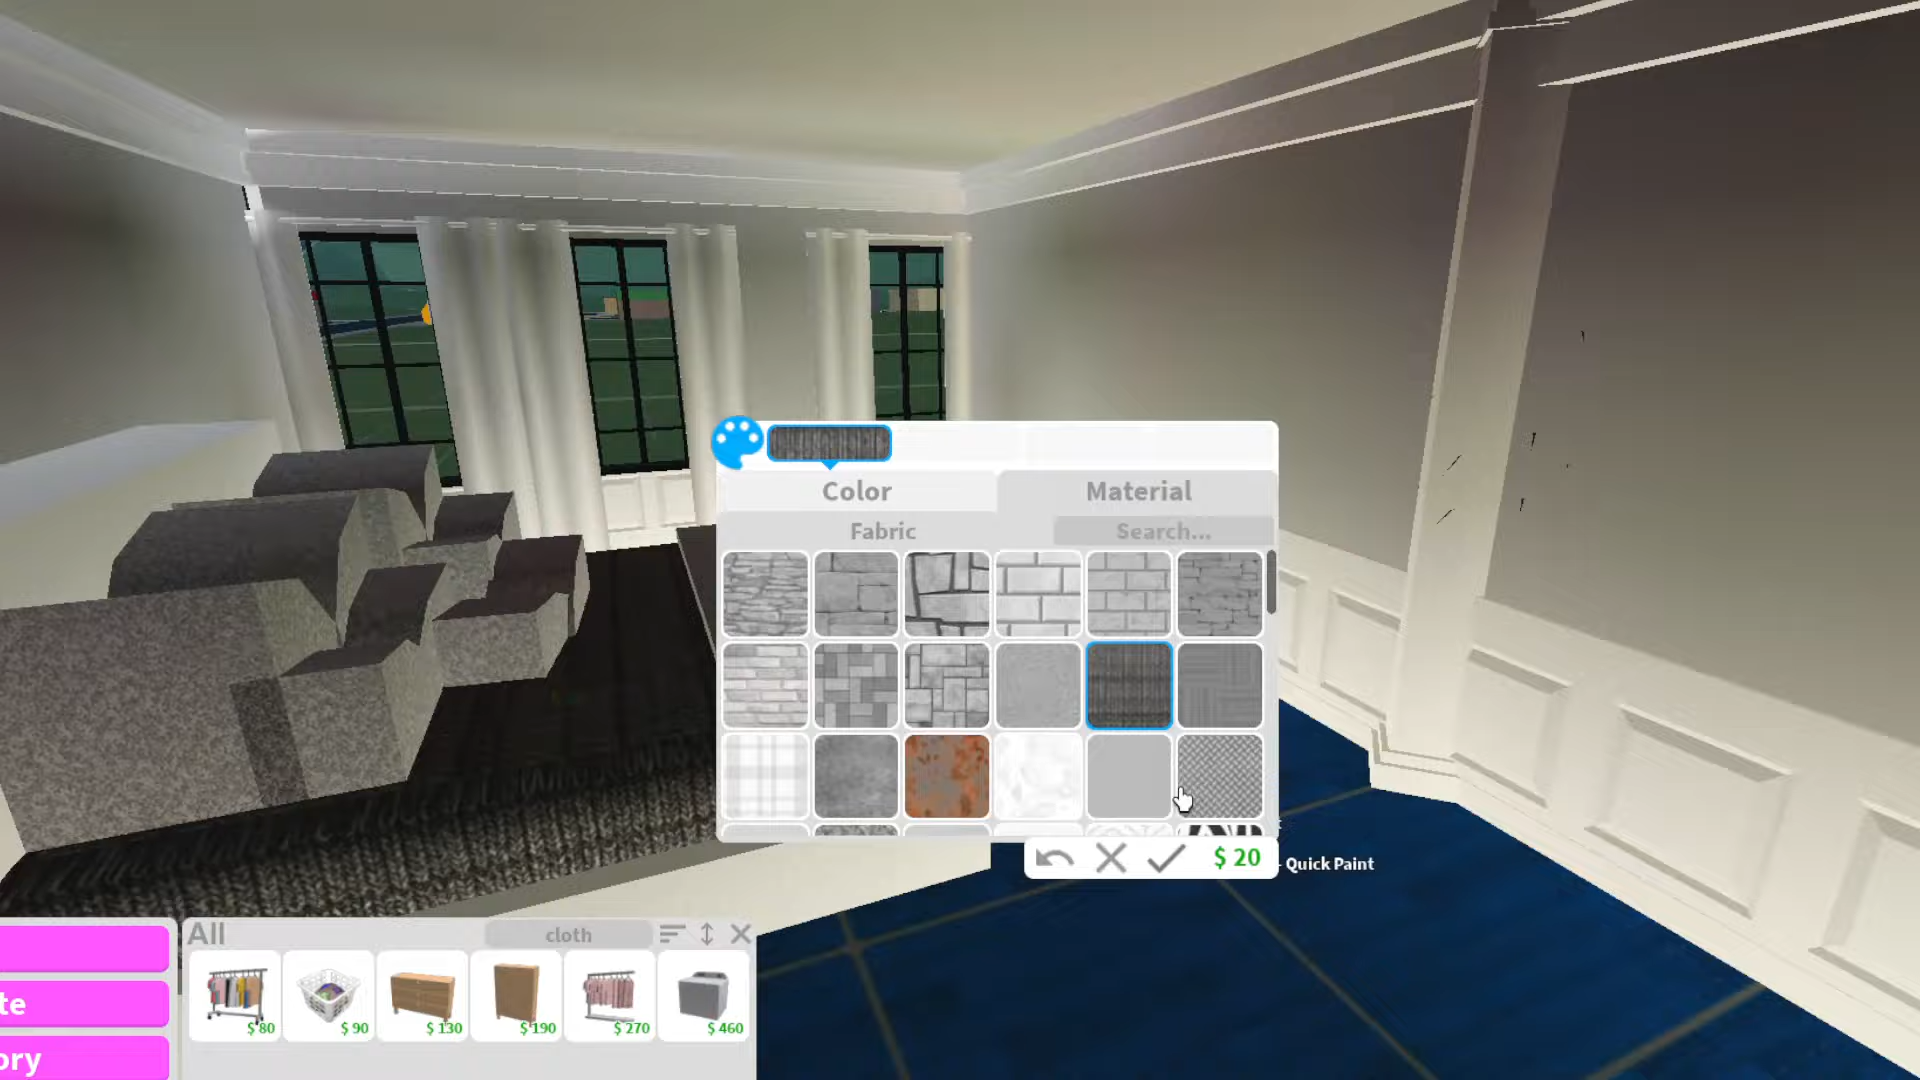 Color
Material
Fabric
Search...
$ 20
- Quick Paint
All
cloth
$ 80
$ 90
$ 130
$ 190
$ 270
$ 460
te
ory